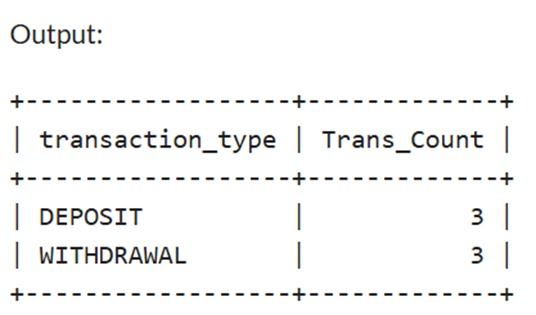 Output:
+------------------+-------------+
| transaction_type | Trans_Count |
+------------------+-------------+
| DEPOSIT          |           3 |
| WITHDRAWAL       |           3 |
+------------------+-------------+